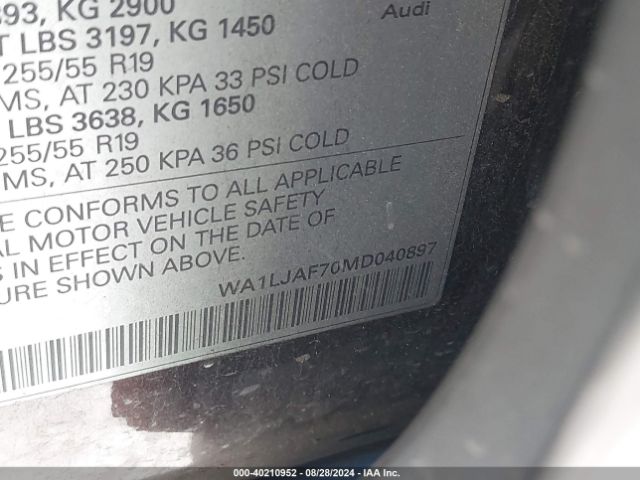 393, KG 2900
T LBS 3197, KG 1450
Audi
255/55 R19
MS, AT 230 KPA 33 PSI COLD
LBS 3638, KG 1650
255/55 R19
MS, AT 250 KPA 36 PSI COLD
E CONFORMS TO ALL APPLICABLE
AL MOTOR VEHICLE SAFETY
S IN EFFECT ON THE DATE OF
URE SHOWN ABOVE.
WA1LJAF70MD040897
000-40210952 - 08/28/2024 - IAA Inc.